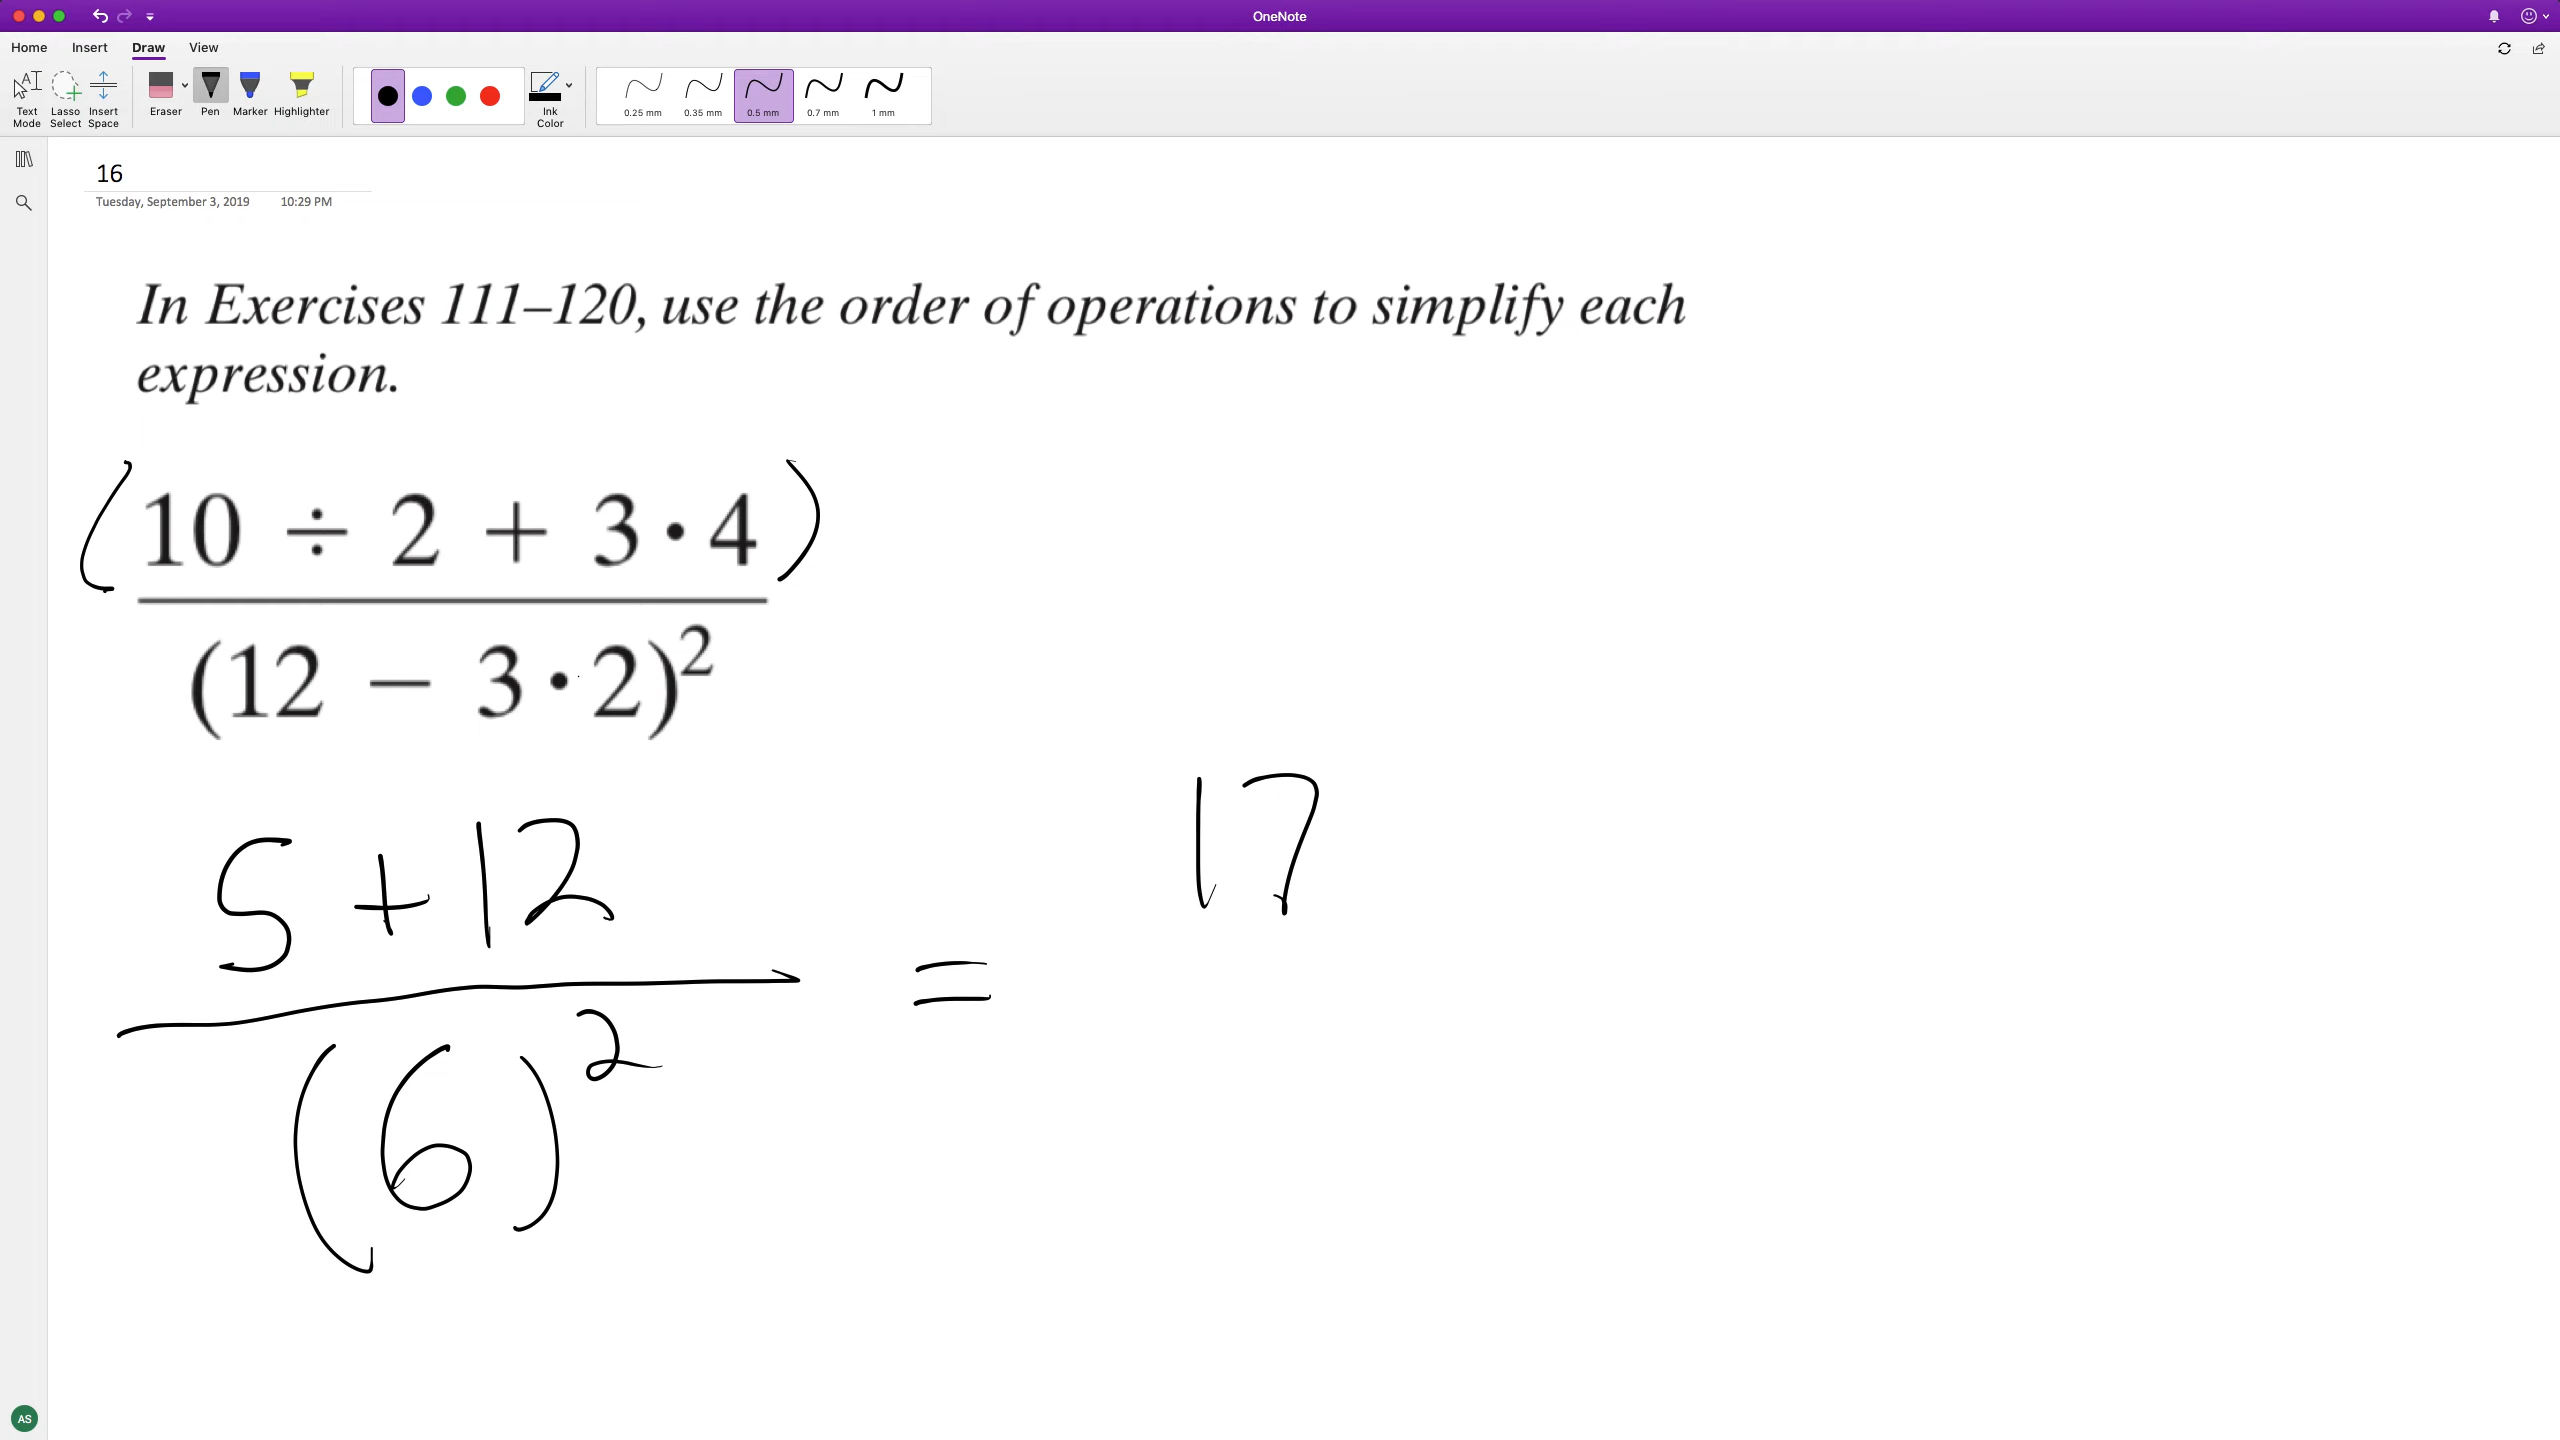 OneNote
Home Insert Draw View
Text Mode Lasso Select Insert Space Eraser Pen Marker Highlighter Ink Color 0.25 mm 0.35 mm 0.5 mm 0.7 mm 1 mm
16
Tuesday, September 3, 2019 10:29 PM
In Exercises 111–120, use the order of operations to simplify each
expression.
(10 ÷ 2 + 3 · 4)
(12 − 3 · 2)²
5 + 12
(6)²
=
17
AS